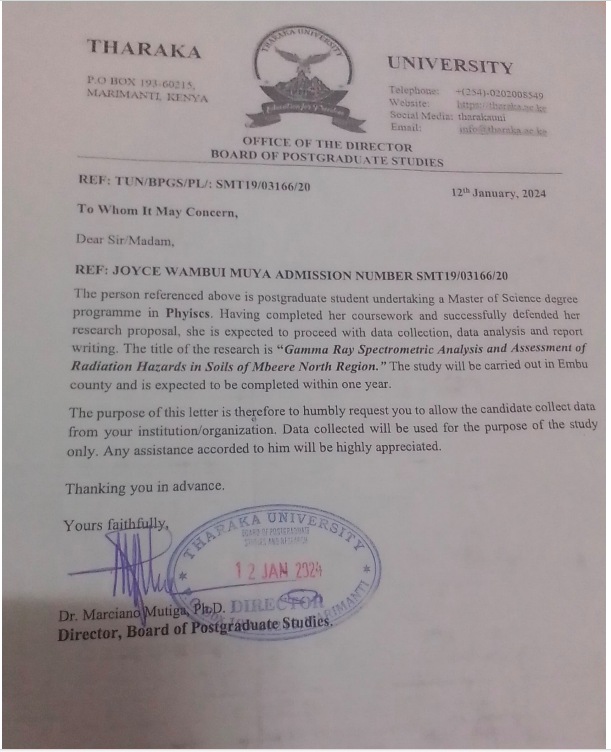 THARAKA UNIVERSITY
P.O BOX 193-60215,
MARIMANTI, KENYA
THARAKA UNIVERSITY
Education for Freedom
Telephone: +(254)-0202008549
Website: https://tharaka.ac.ke
Social Media: tharakauni
Email: info@tharaka.ac.ke
OFFICE OF THE DIRECTOR
BOARD OF POSTGRADUATE STUDIES
REF: TUN/BPGS/PL/: SMT19/03166/20
12th January, 2024
To Whom It May Concern,
Dear Sir/Madam,
REF: JOYCE WAMBUI MUYA ADMISSION NUMBER SMT19/03166/20
The person referenced above is postgraduate student undertaking a Master of Science degree
programme in Phyiscs. Having completed her coursework and successfully defended her
research proposal, she is expected to proceed with data collection, data analysis and report
writing. The title of the research is “Gamma Ray Spectrometric Analysis and Assessment of
Radiation Hazards in Soils of Mbeere North Region.” The study will be carried out in Embu
county and is expected to be completed within one year.
The purpose of this letter is therefore to humbly request you to allow the candidate collect data
from your institution/organization. Data collected will be used for the purpose of the study
only. Any assistance accorded to him will be highly appreciated.
Thanking you in advance.
Yours faithfully,
THARAKA UNIVERSITY
BOARD OF POSTGRADUATE
STUDIES AND RESEARCH
12 JAN 2024
DIRECTOR
MARIMANTI
Dr. Marciano Mutiga, Ph.D.
Director, Board of Postgraduate Studies.